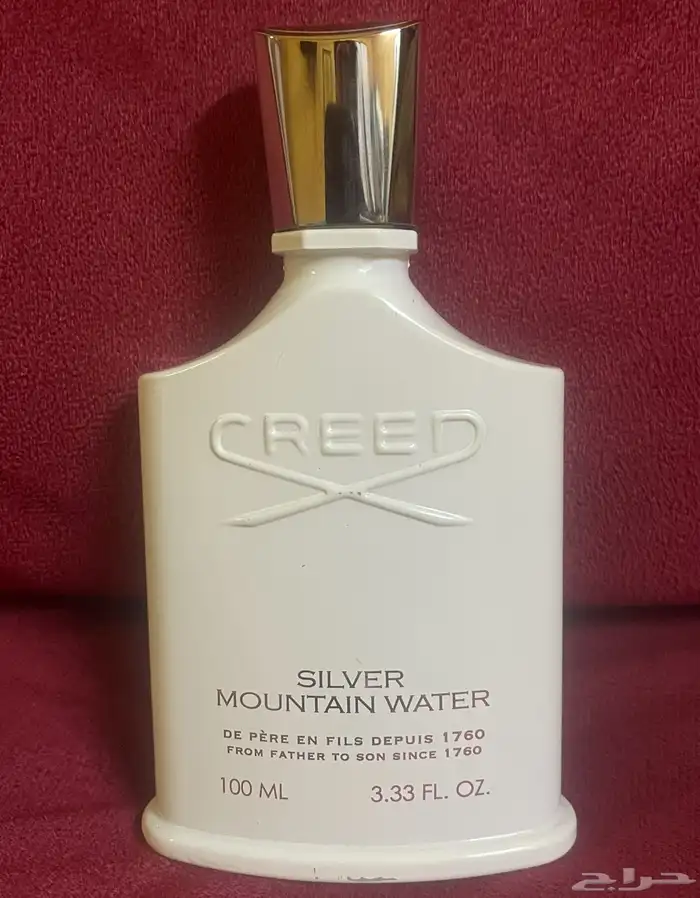 CREED
SILVER
MOUNTAIN WATER
DE PÈRE EN FILS DEPUIS 1760
FROM FATHER TO SON SINCE 1760
100 ML 3.33 FL. OZ.
حراج